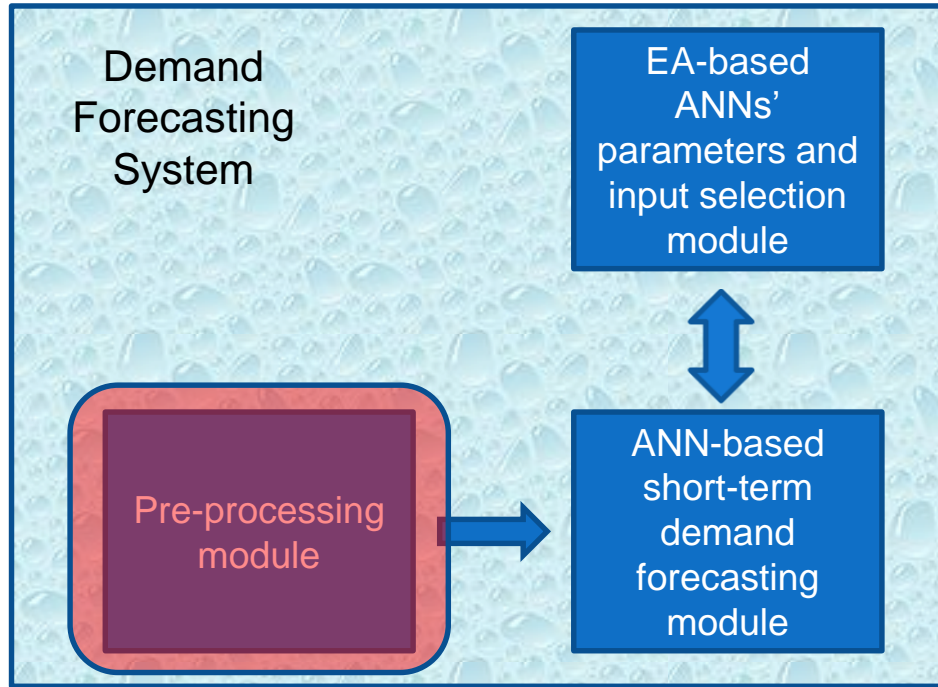 Demand
Forecasting
System
EA-based
ANNs’
parameters and
input selection
module
Pre-processing
module
ANN-based
short-term
demand
forecasting
module